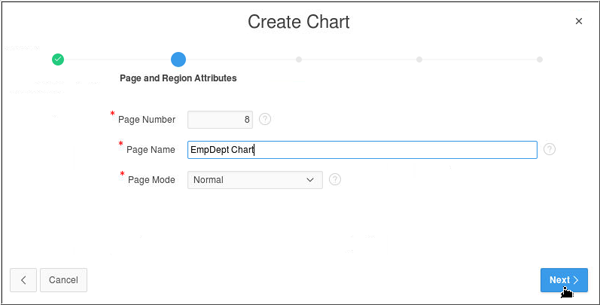 Create Chart
Page and Region Attributes
* Page Number 8 ?
* Page Name EmpDept Chart ?
* Page Mode Normal ?
Cancel Next